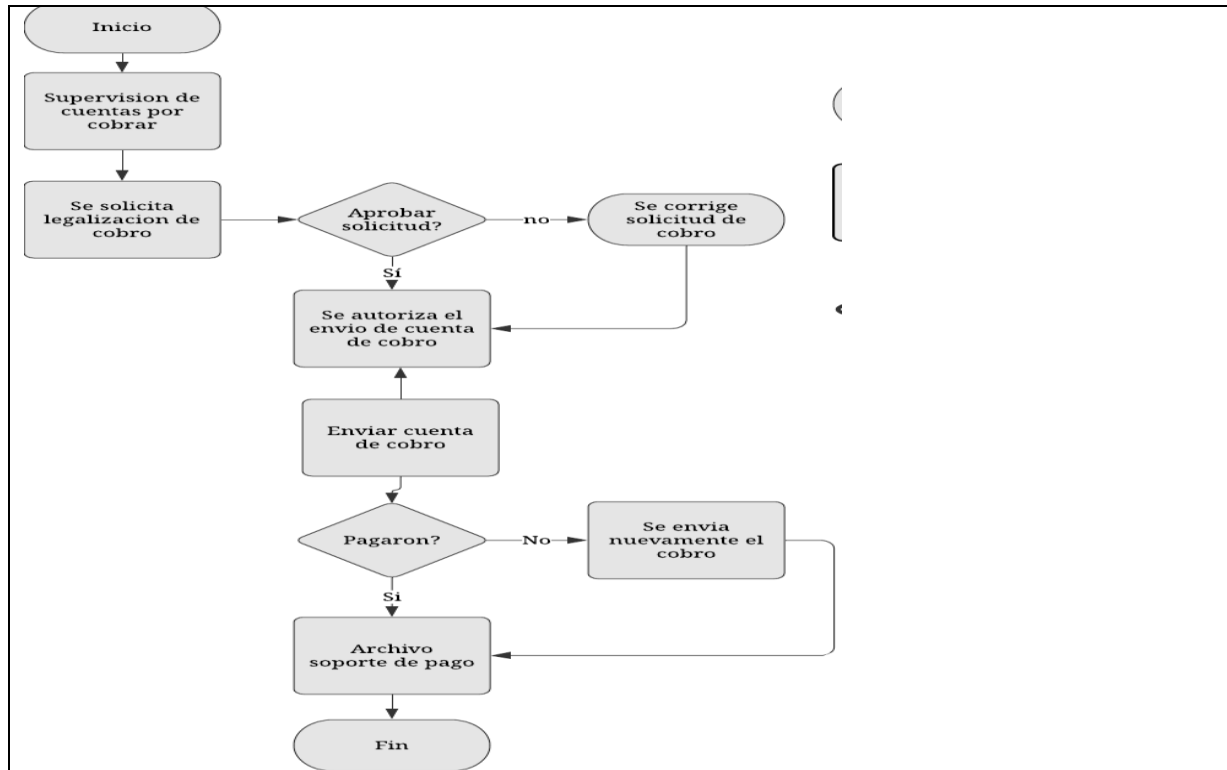 Inicio
Supervision de
cuentas por
cobrar
Se solicita
legalizacion de
cobro
Aprobar
solicitud?
no
Se corrige
solicitud de
cobro
Sí
Se autoriza el
envio de cuenta
de cobro
Enviar cuenta
de cobro
Pagaron?
No
Se envia
nuevamente el
cobro
Si
Archivo
soporte de pago
Fin